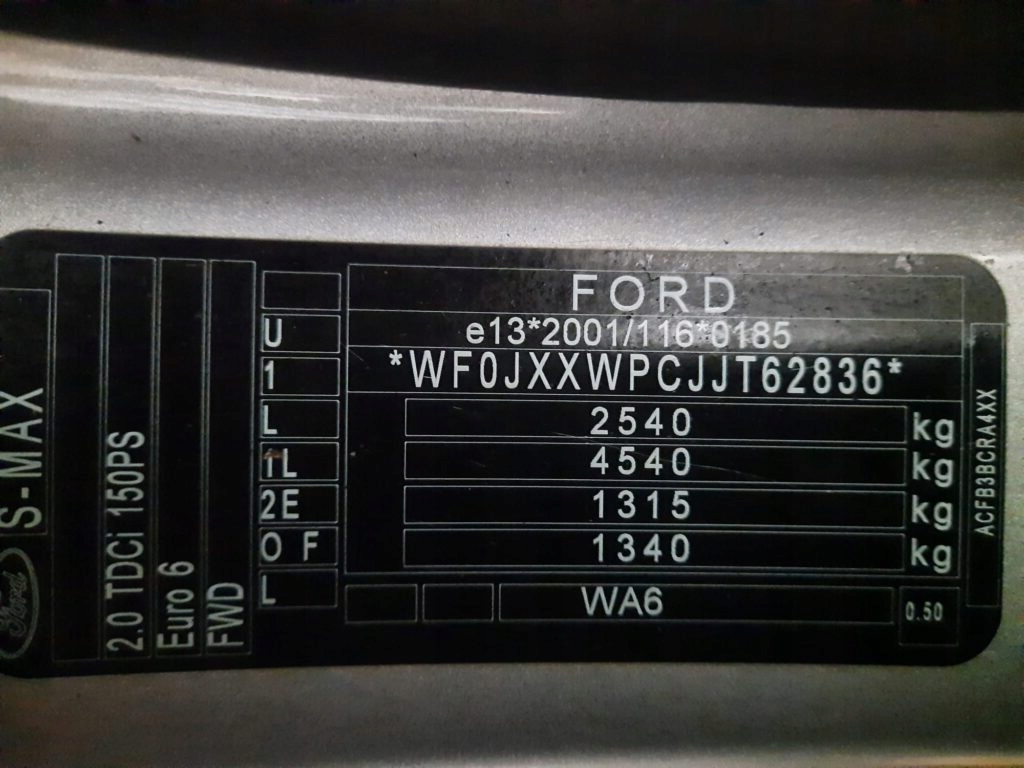 FORD
e13*2001/116*0185
*WF0JXXWPCJJT62836*
2540 kg
4540 kg
1315 kg
1340 kg
WA6
0.50
U
1
L
1L
2E
O F
L
S-MAX
Ford
2.0 TDCi 150PS
Euro 6
FWD
ACFB3BCRA4XX